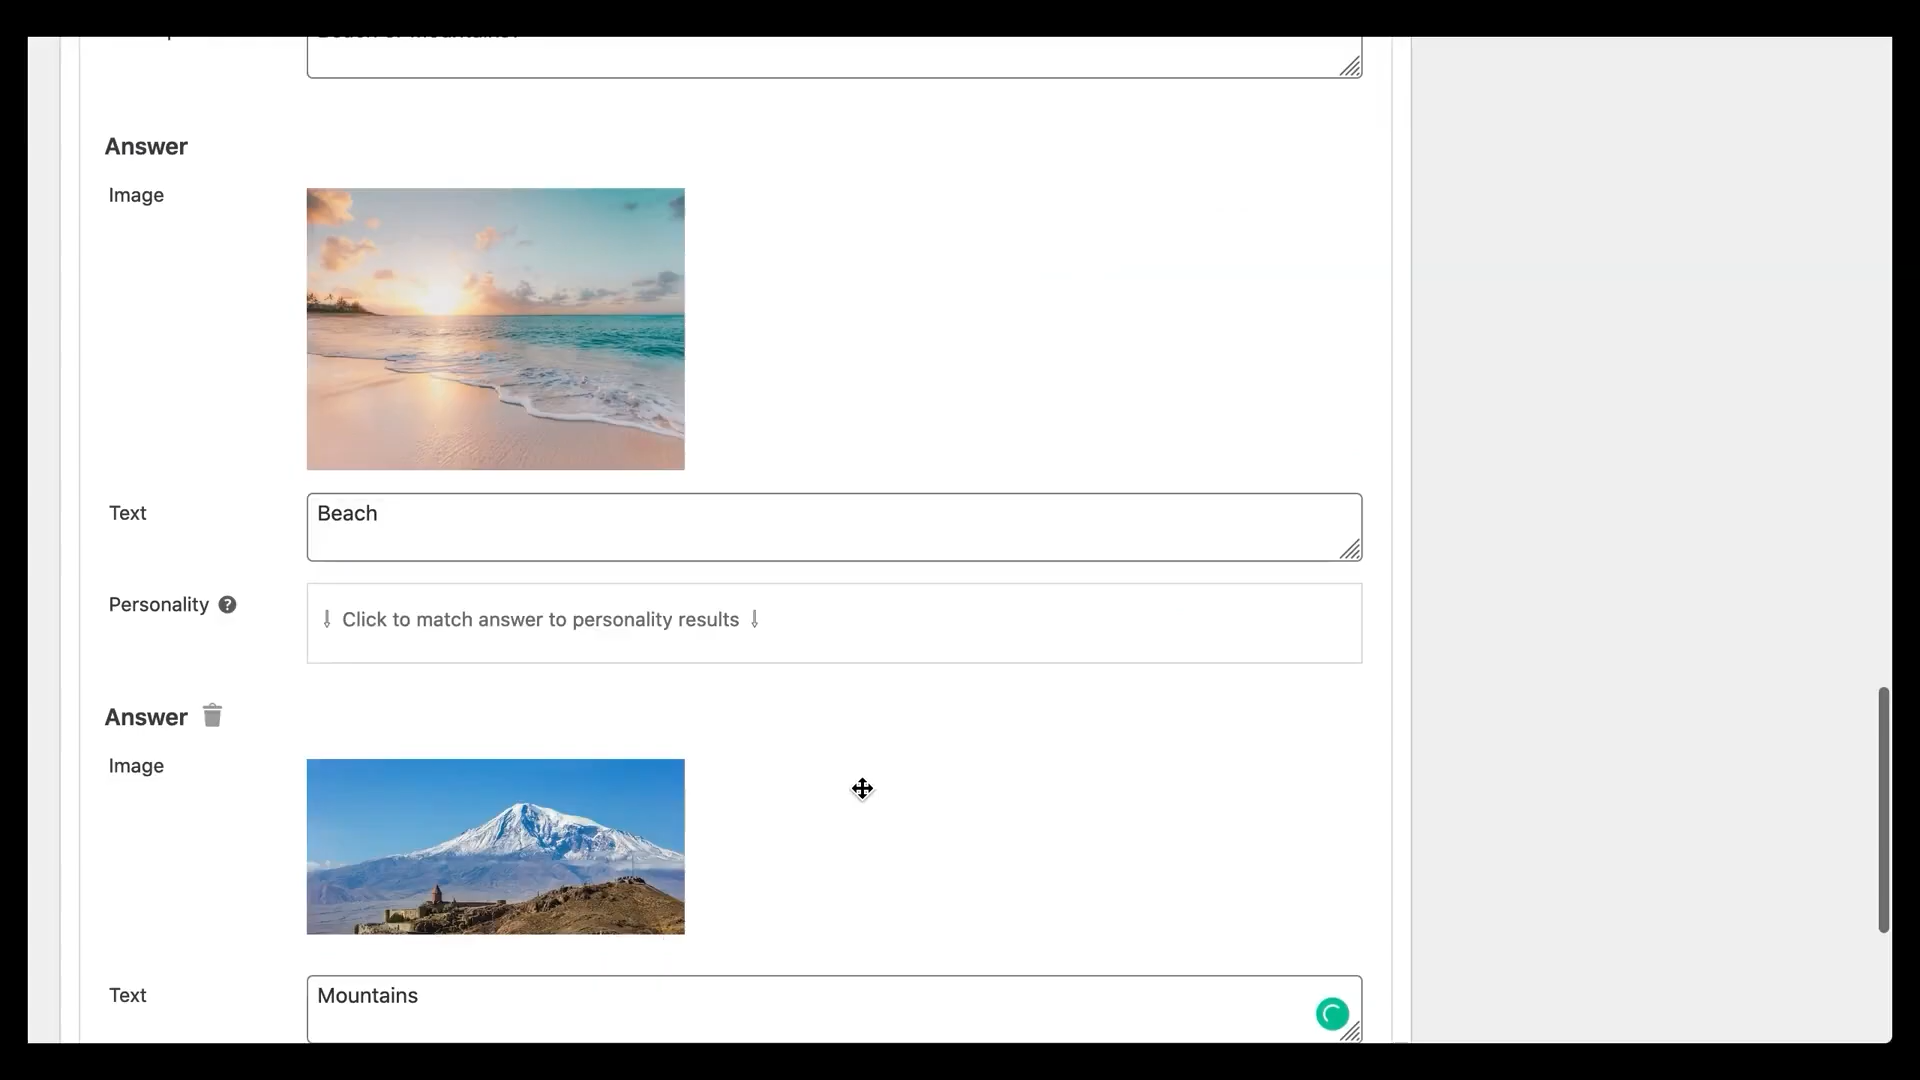 Answer
Image
Text
Beach
Personality ?
⇩ Click to match answer to personality results ⇩
Answer
Image
Text
Mountains